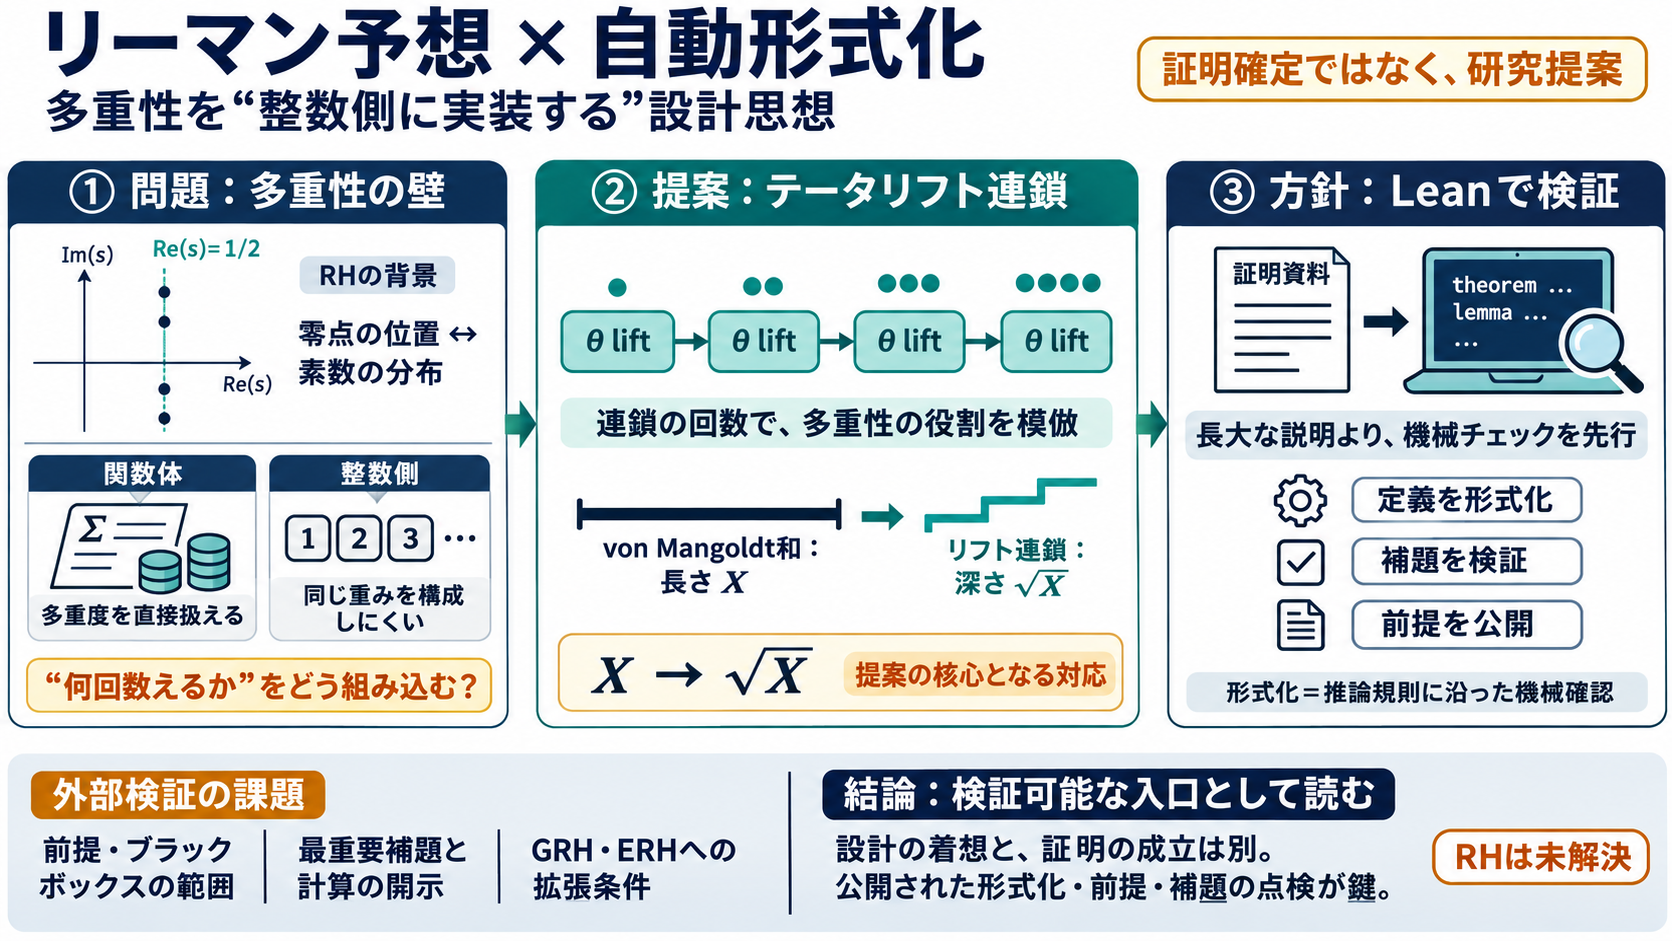 リーマン予想 × 自動形式化
多重性を“整数側に実装する”設計思想
証明確定ではなく、研究提案
① 問題：多重性の壁
Im(s)
Re(s)=1/2
Re(s)
RHの背景
零点の位置 ↔
素数の分布
関数体
Σ
多重度を直接扱える
整数側
1 2 3 …
同じ重みを構成
しにくい
“何回数えるか”をどう組み込む？
② 提案：テータリフト連鎖
θ lift → θ lift → θ lift → θ lift
連鎖の回数で、多重性の役割を模倣
von Mangoldt和：
長さ X
リフト連鎖：
深さ √X
X → √X
提案の核心となる対応
③ 方針：Leanで検証
証明資料
theorem ...
lemma ...
...
長大な説明より、機械チェックを先行
定義を形式化
補題を検証
前提を公開
形式化＝推論規則に沿った機械確認
外部検証の課題
前提・ブラック
ボックスの範囲
最重要補題と
計算の開示
GRH・ERHへの
拡張条件
結論：検証可能な入口として読む
設計の着想と、証明の成立は別。
公開された形式化・前提・補題の点検が鍵。
RHは未解決